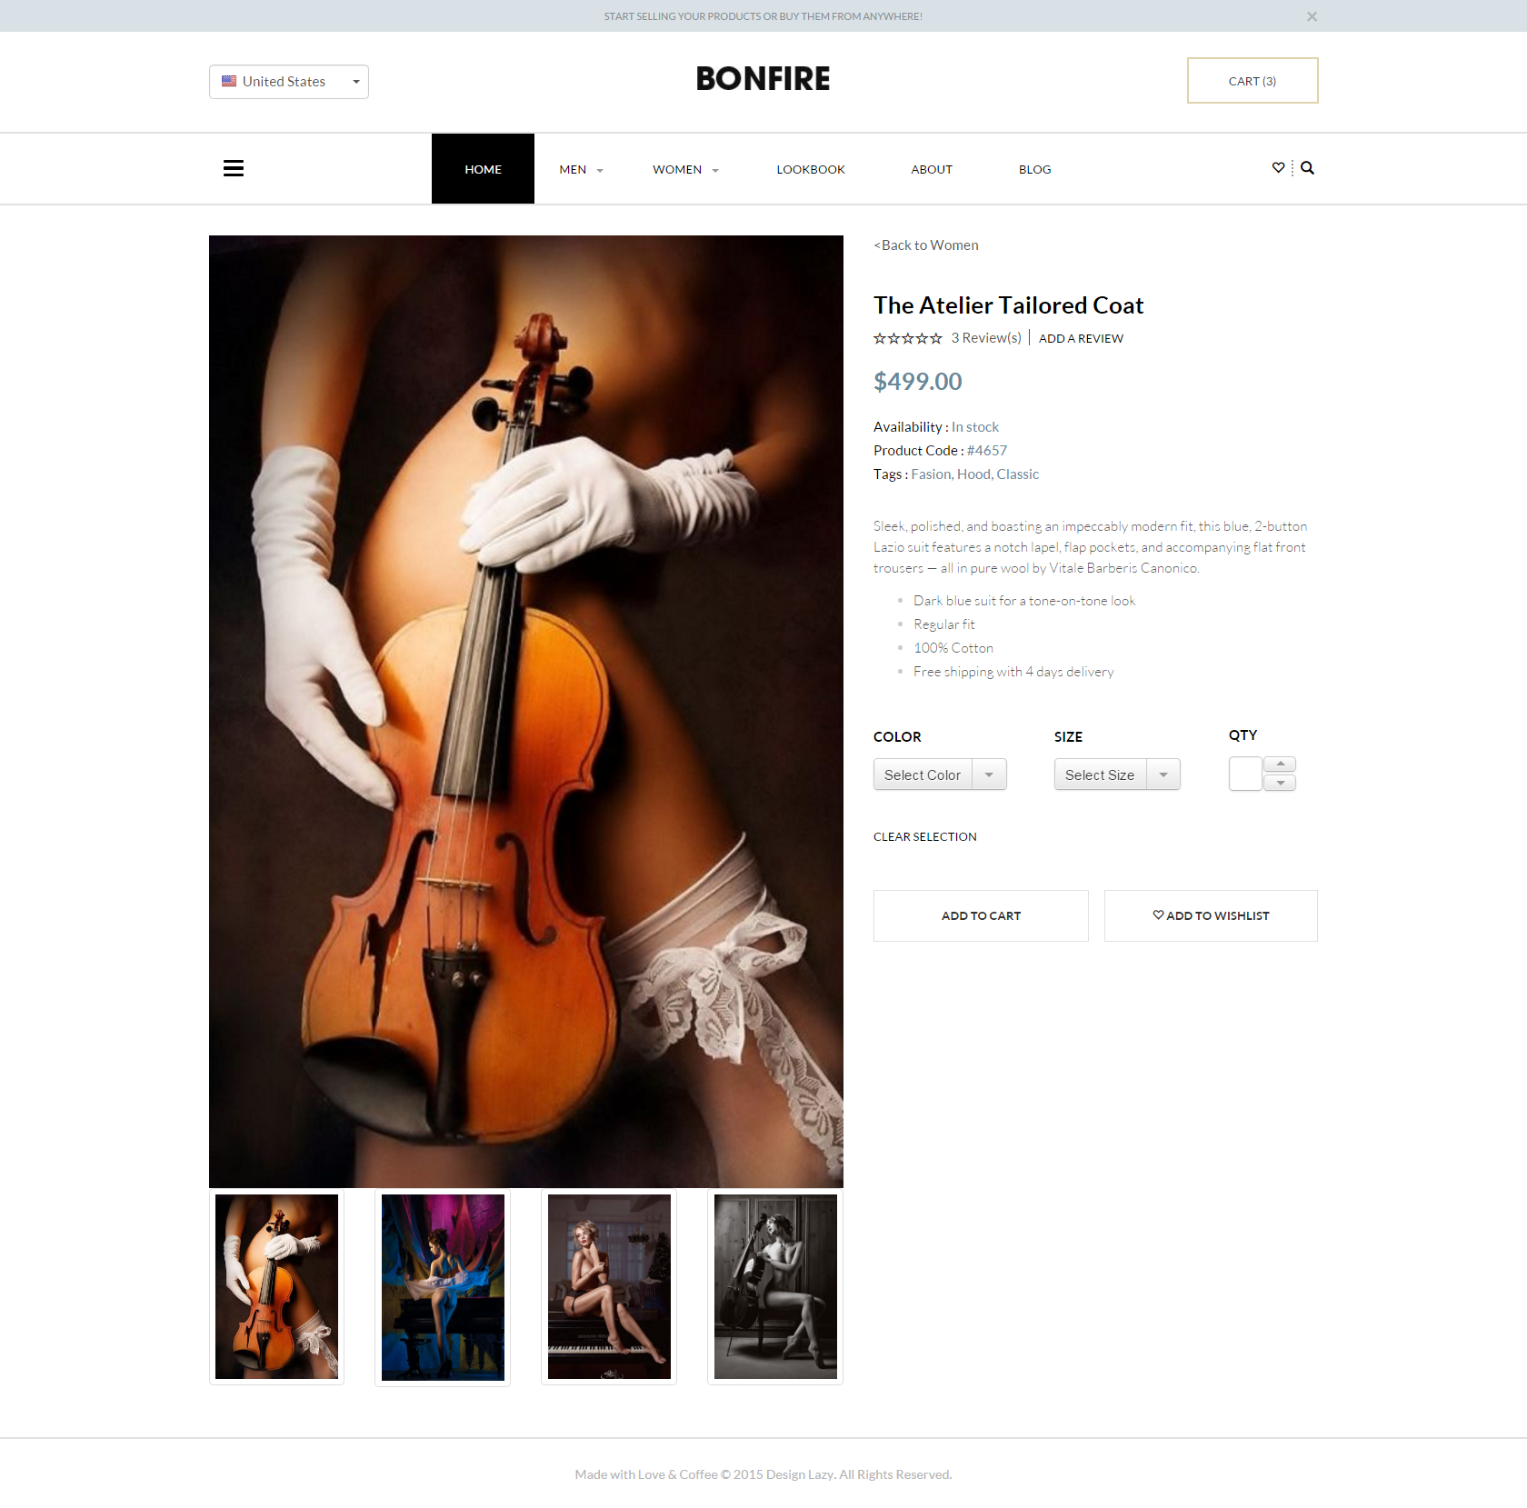 START SELLING YOUR PRODUCTS OR BUY THEM FROM ANYWHERE!
United States
BONFIRE
CART (3)
HOME
MEN
WOMEN
LOOKBOOK
ABOUT
BLOG
<Back to Women
The Atelier Tailored Coat
3 Review(s)
ADD A REVIEW
$499.00
Availability : In stock
Product Code : #4657
Tags : Fasion, Hood, Classic
Sleek, polished, and boasting an impeccably modern fit, this blue, 2-button
Lazio suit features a notch lapel, flap pockets, and accompanying flat front
trousers — all in pure wool by Vitale Barberis Canonico.
Dark blue suit for a tone-on-tone look
Regular fit
100% Cotton
Free shipping with 4 days delivery
COLOR
SIZE
QTY
Select Color
Select Size
CLEAR SELECTION
ADD TO CART
ADD TO WISHLIST
Made with Love & Coffee © 2015 Design Lazy. All Rights Reserved.